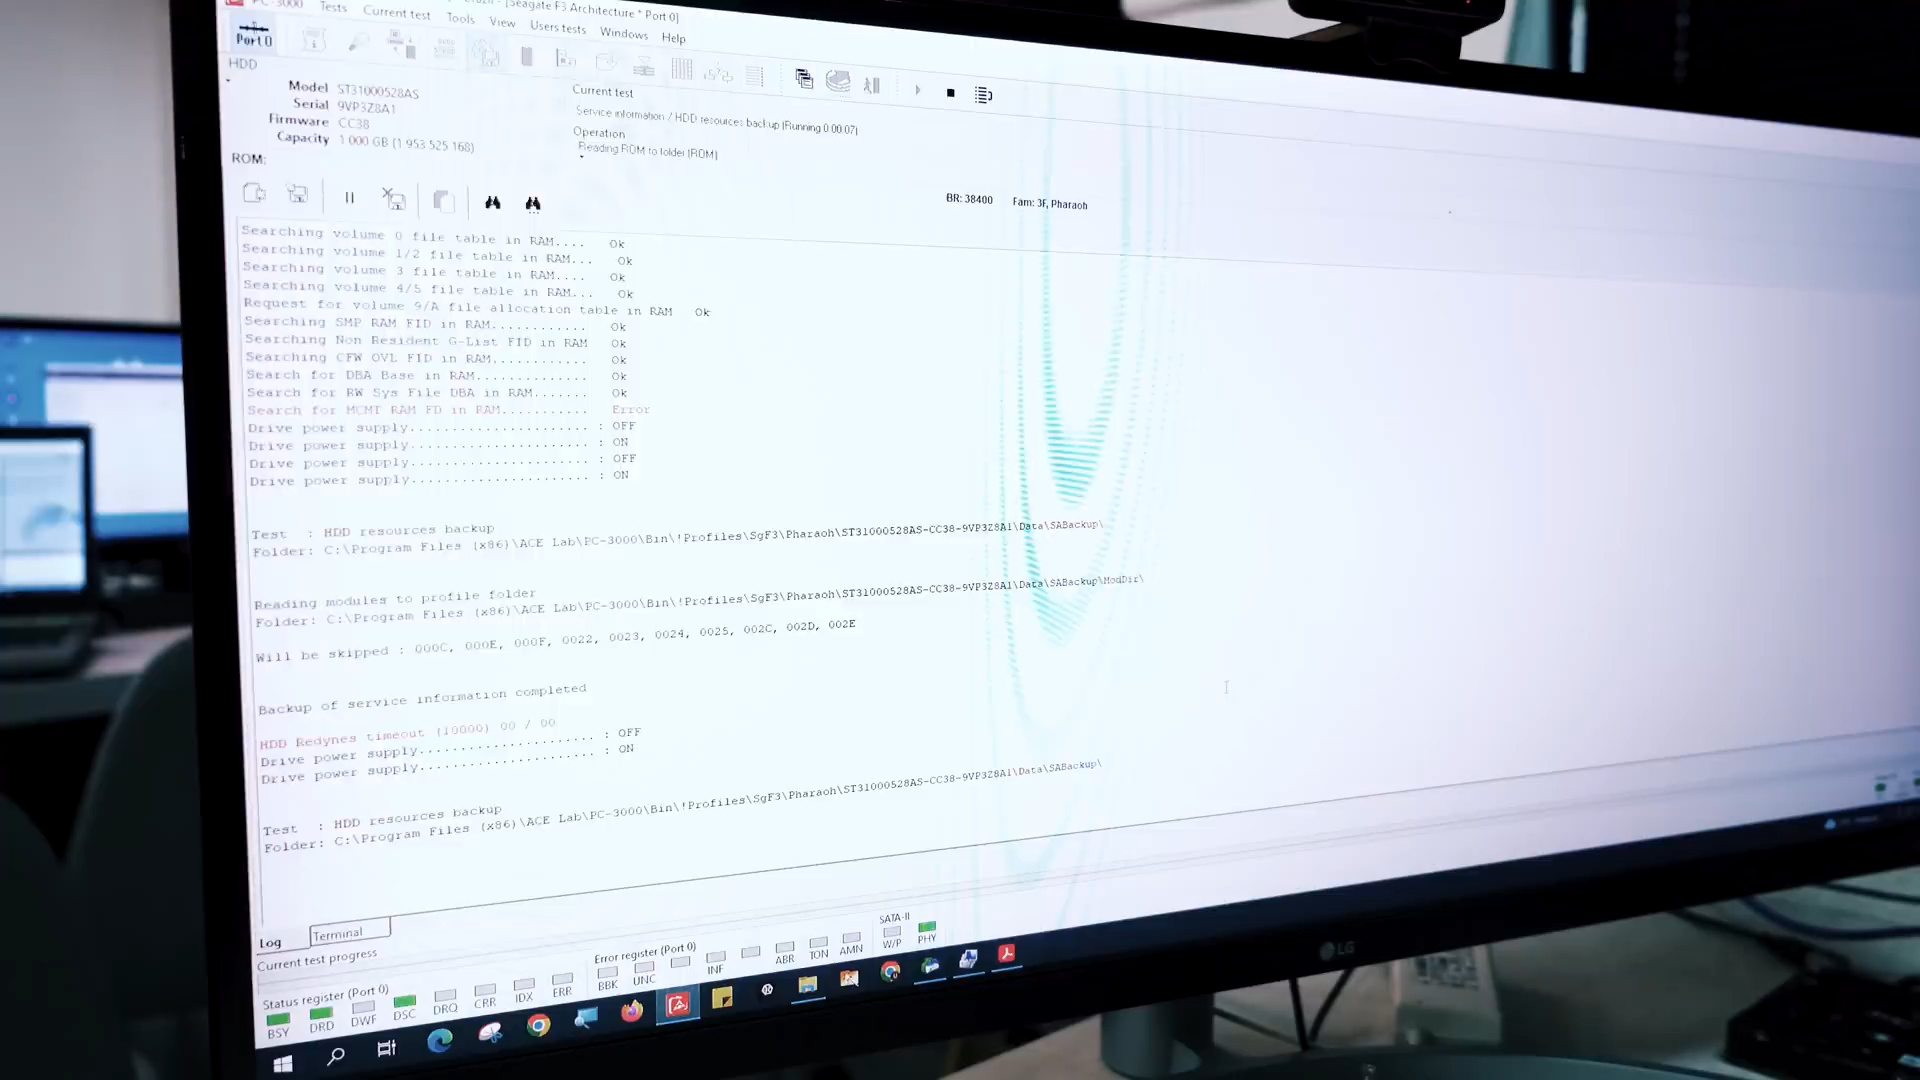 PC-3000
[Seagate F3 Architecture * Port 0]
Tests Current test Tools View Users tests Windows Help
Port 0
HDD
Model ST31000528AS
Serial 9VP3Z8A1
Firmware CC38
Capacity 1 000 GB (1 953 525 168)
ROM:
Current test
Service information / HDD resources backup (Running 0:00:07)
Operation
Reading ROM to folder (ROM)
BR: 38400 Fam: 3F, Pharaoh
Searching volume 0 file table in RAM.... Ok
Searching volume 1/2 file table in RAM... Ok
Searching volume 3 file table in RAM.... Ok
Searching volume 4/5 file table in RAM... Ok
Request for volume 9/A file allocation table in RAM Ok
Searching SMP RAM FID in RAM............ Ok
Searching Non Resident G-List FID in RAM Ok
Searching CFW OVL FID in RAM............ Ok
Search for DBA Base in RAM.............. Ok
Search for RW Sys File DBA in RAM....... Ok
Search for MCMT RAM FD in RAM........... Error
Drive power supply...................... : OFF
Drive power supply...................... : ON
Drive power supply...................... : OFF
Drive power supply...................... : ON
Test : HDD resources backup
Folder: C:\Program Files (x86)\ACE Lab\PC-3000\Bin\!Profiles\SgF3\Pharaoh\ST31000528AS-CC38-9VP3Z8A1\Data\SABackup\
Reading modules to profile folder
Folder: C:\Program Files (x86)\ACE Lab\PC-3000\Bin\!Profiles\SgF3\Pharaoh\ST31000528AS-CC38-9VP3Z8A1\Data\SABackup\ModDir\
Will be skipped : 000C, 000E, 000F, 0022, 0023, 0024, 0025, 002C, 002D, 002E
Backup of service information completed
HDD Redynes timeout (10000) 00 / 00
Drive power supply...................... : OFF
Drive power supply...................... : ON
Test : HDD resources backup
Folder: C:\Program Files (x86)\ACE Lab\PC-3000\Bin\!Profiles\SgF3\Pharaoh\ST31000528AS-CC38-9VP3Z8A1\Data\SABackup\
Log Terminal
Current test progress
Status register (Port 0)
BSY DRD DWF DSC DRQ CRR IDX ERR
Error register (Port 0)
BBK UNC INF ABR TON AMN
SATA-II
W/P PHY
LG